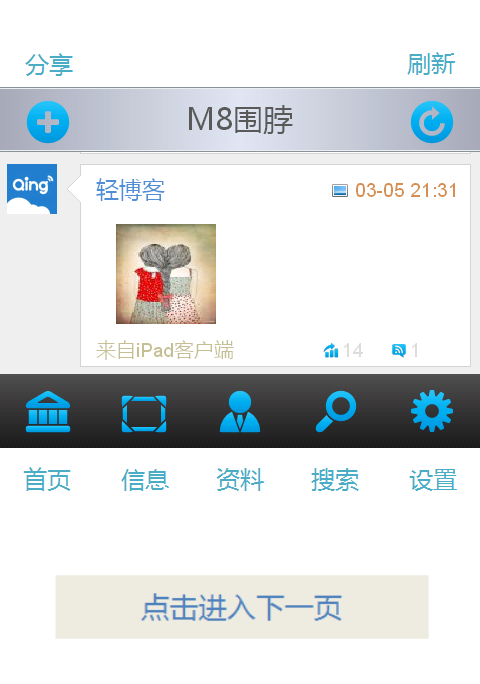 分享 刷新
M8围脖
Qing
轻博客 03-05 21:31
来自iPad客户端 14 1
首页 信息 资料 搜索 设置
点击进入下一页